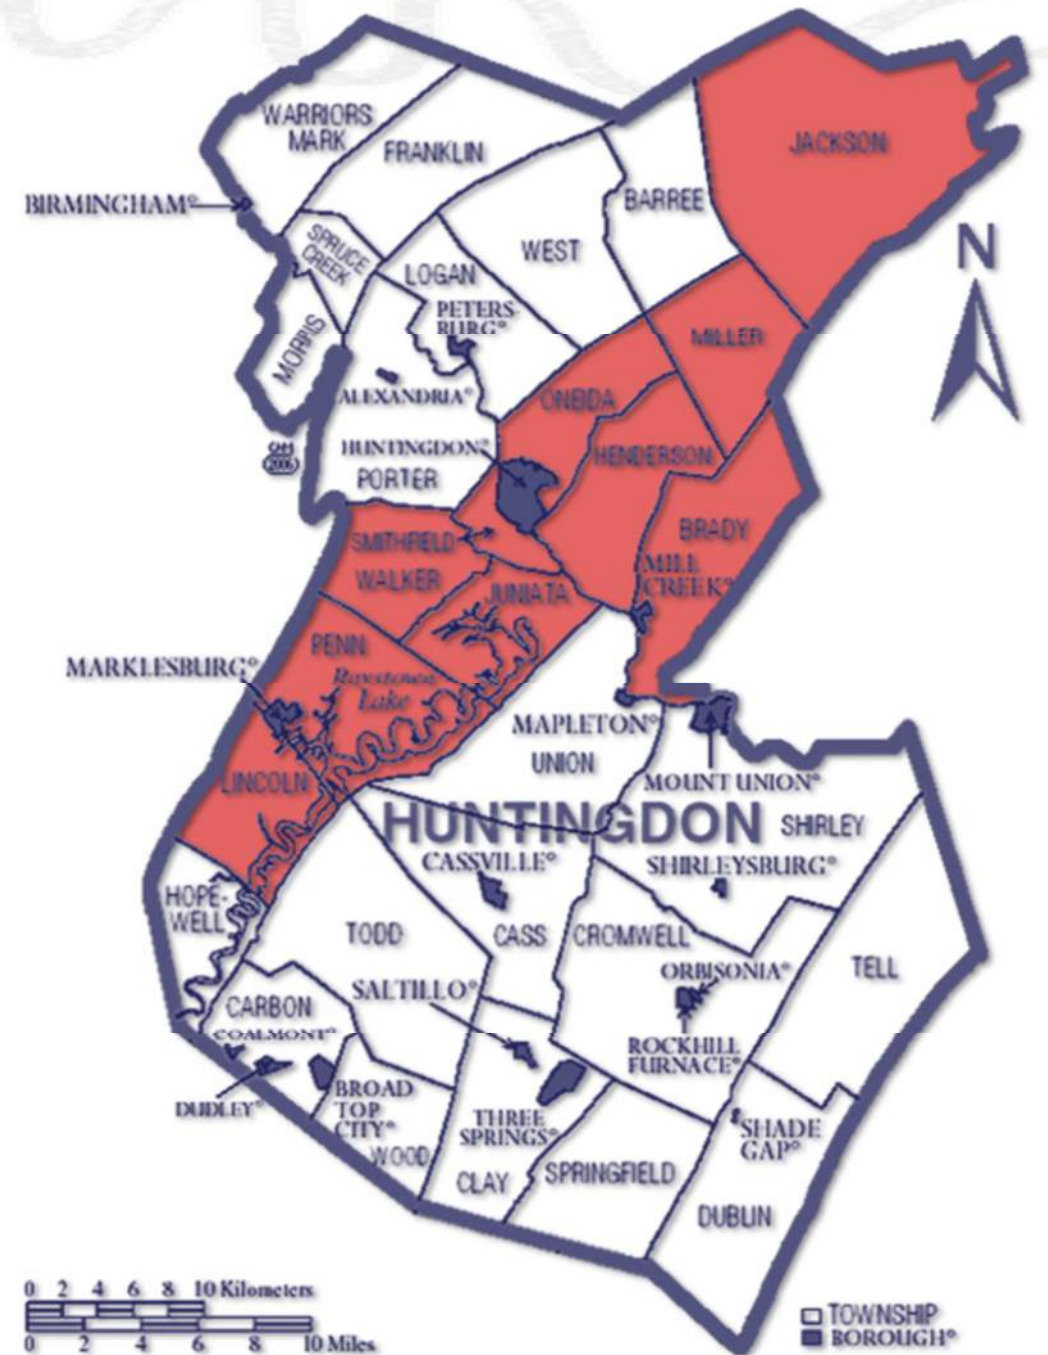 WARRIORS
MARK
FRANKLIN
JACKSON
BIRMINGHAM°
BARREE
SPRUCE
CREEK
LOGAN
WEST
N
PETERS-
BURG°
MORRIS
MILLER
ALEXANDRIA°
ONEIDA
HUNTINGDON°
HENDERSON
PORTER
SMITHFIELD
BRADY
WALKER
MILL
CREEK°
JUNIATA
PENN
MARKLESBURG°
Raystown
Lake
MAPLETON°
UNION
MOUNT UNION°
LINCOLN
HUNTINGDON
SHIRLEY
CASSVILLE°
SHIRLEYSBURG°
HOPE-
WELL
TODD
CASS
CROMWELL
TELL
ORBISONIA°
SALTILLO°
CARBON
COALMONT°
ROCKHILL
FURNACE°
DUDLEY°
BROAD
TOP
CITY°
THREE
SPRINGS°
SHADE
GAP°
WOOD
CLAY
SPRINGFIELD
DUBLIN
0 2 4 6 8 10 Kilometers
0 2 4 6 8 10 Miles
TOWNSHIP
BOROUGH°